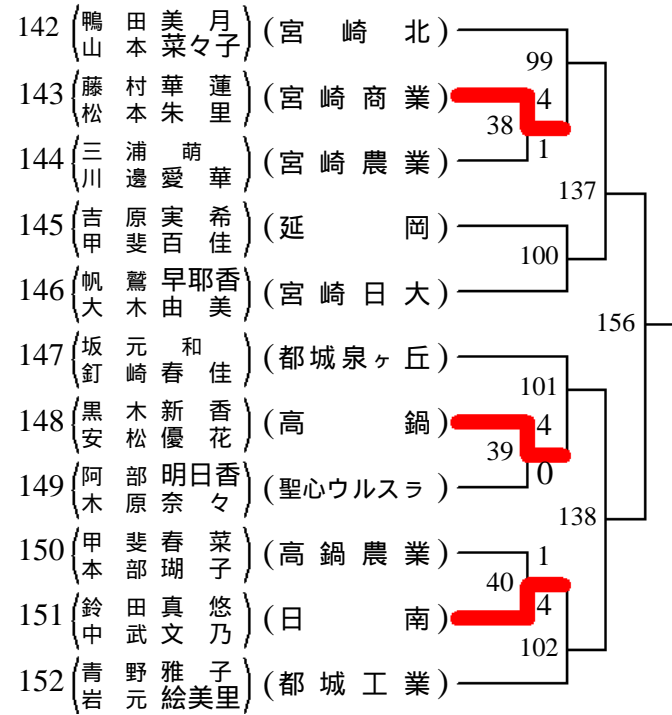 142 鴨田美月 (宮崎北)
山本菜々子
99
143 藤村華蓮 (宮崎商業) 4
松本朱里
38
1
144 三浦萌 (宮崎農業)
川邊愛華
137
145 吉原実希 (延岡)
甲斐百佳
100
146 帆鷲早耶香 (宮崎日大)
大木由美
156
147 坂元和 (都城泉ヶ丘)
釘崎春佳
101
148 黒木新香 (高鍋) 4
安松優花
39
0
149 阿部明日香 (聖心ウルスラ)
木原奈々
138
150 甲斐春菜 (高鍋農業) 1
本部瑚子
40
4
151 鈴田真悠 (日南)
中武文乃
102
152 青野雅子 (都城工業)
岩元絵美里